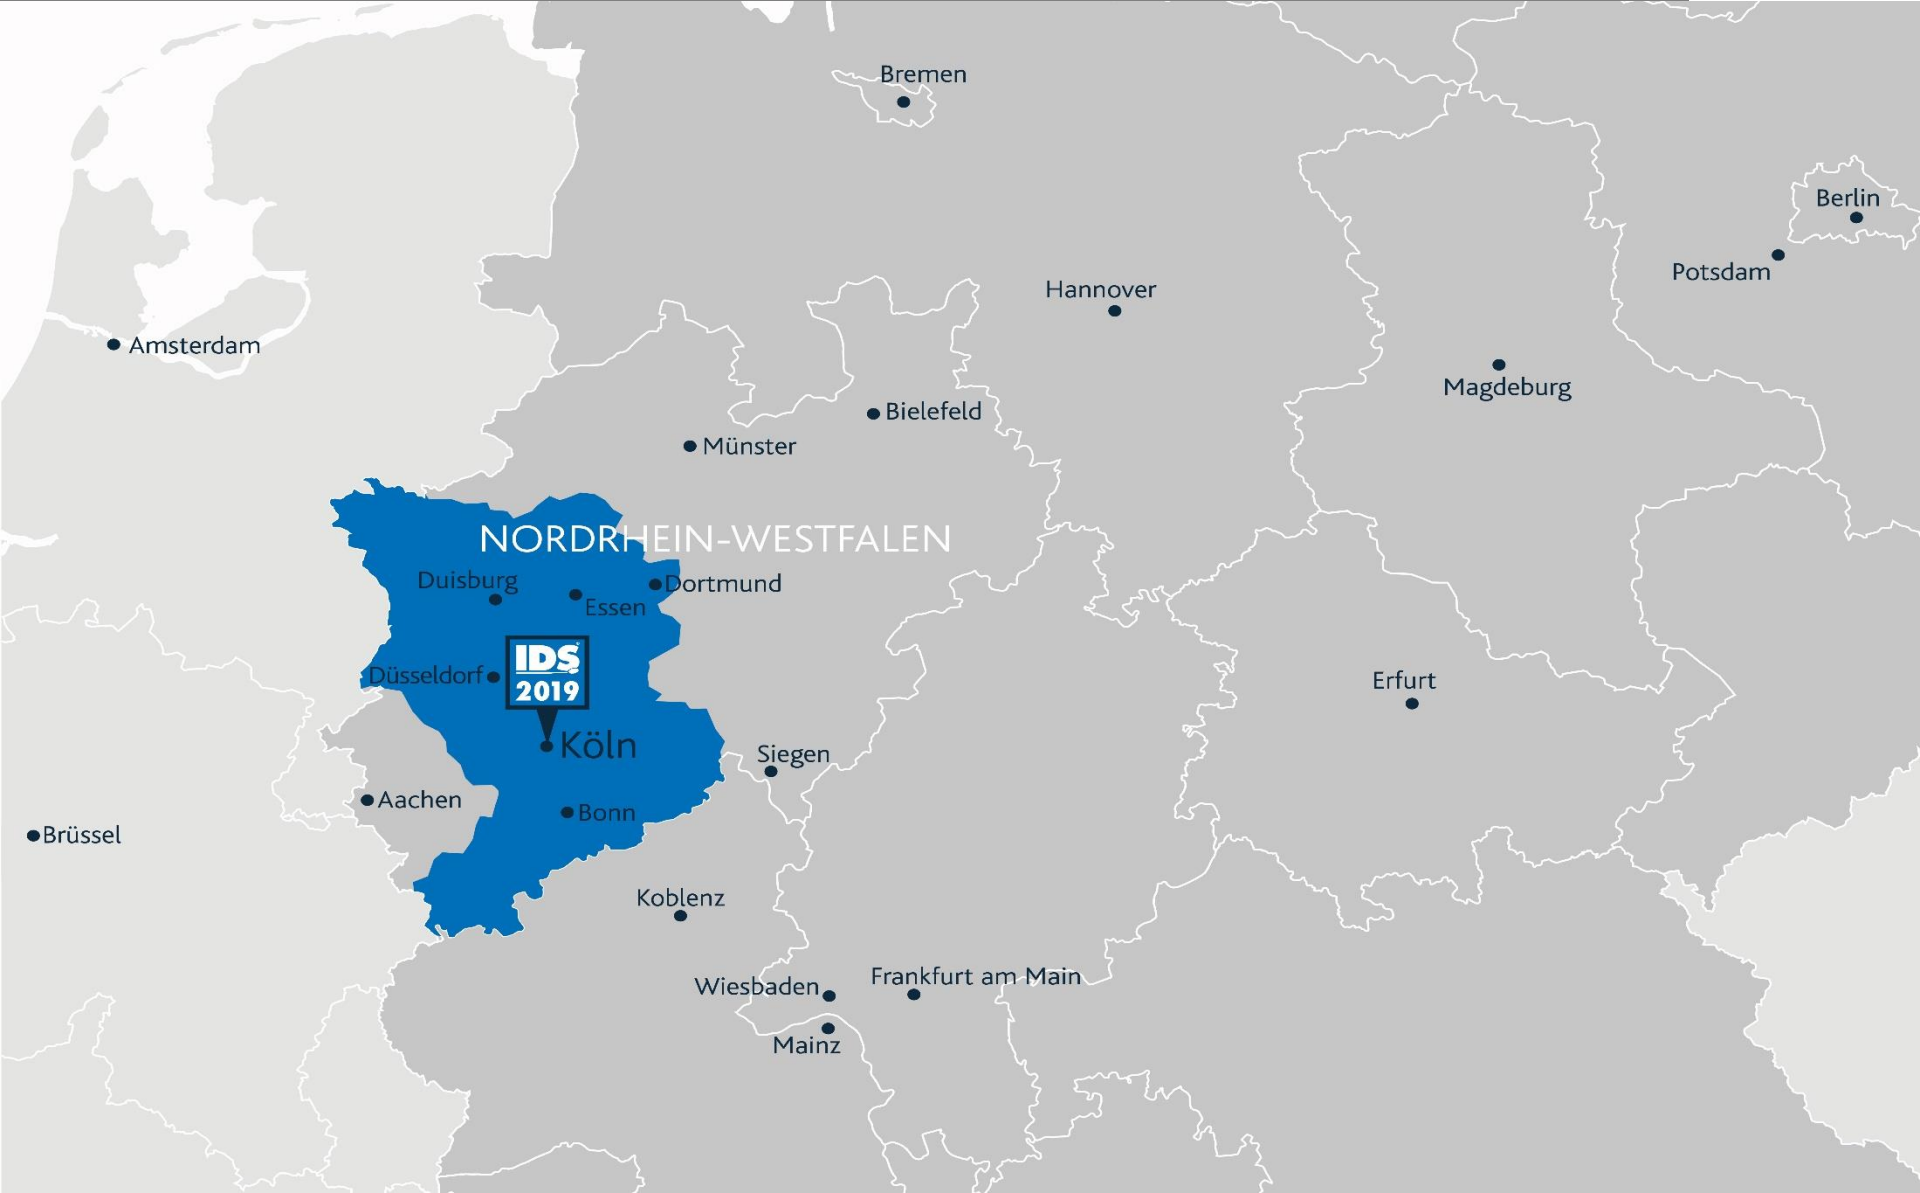 Bremen
Berlin
Potsdam
Hannover
Amsterdam
Magdeburg
Bielefeld
Münster
NORDRHEIN-WESTFALEN
Duisburg
Dortmund
Essen
IDS
2019
Düsseldorf
Erfurt
Köln
Siegen
Aachen
Bonn
Brüssel
Koblenz
Frankfurt am Main
Wiesbaden
Mainz